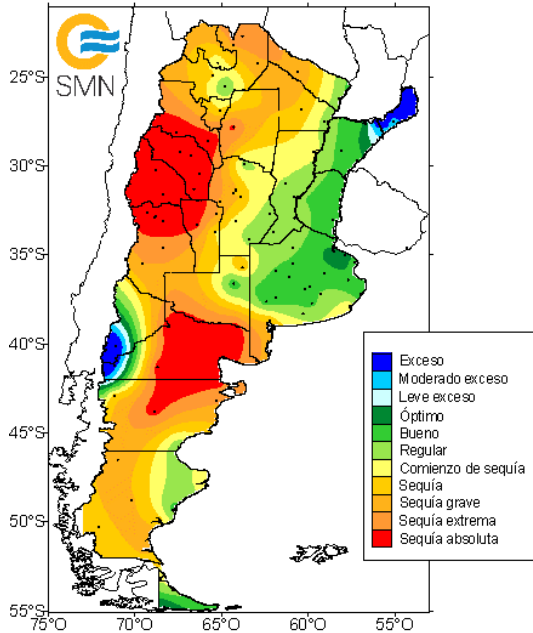 SMN
25°S
30°S
35°S
40°S
45°S
50°S
55°S
75°O 70°O 65°O 60°O 55°O
Exceso
Moderado exceso
Leve exceso
Óptimo
Bueno
Regular
Comienzo de sequía
Sequía
Sequía grave
Sequía extrema
Sequía absoluta